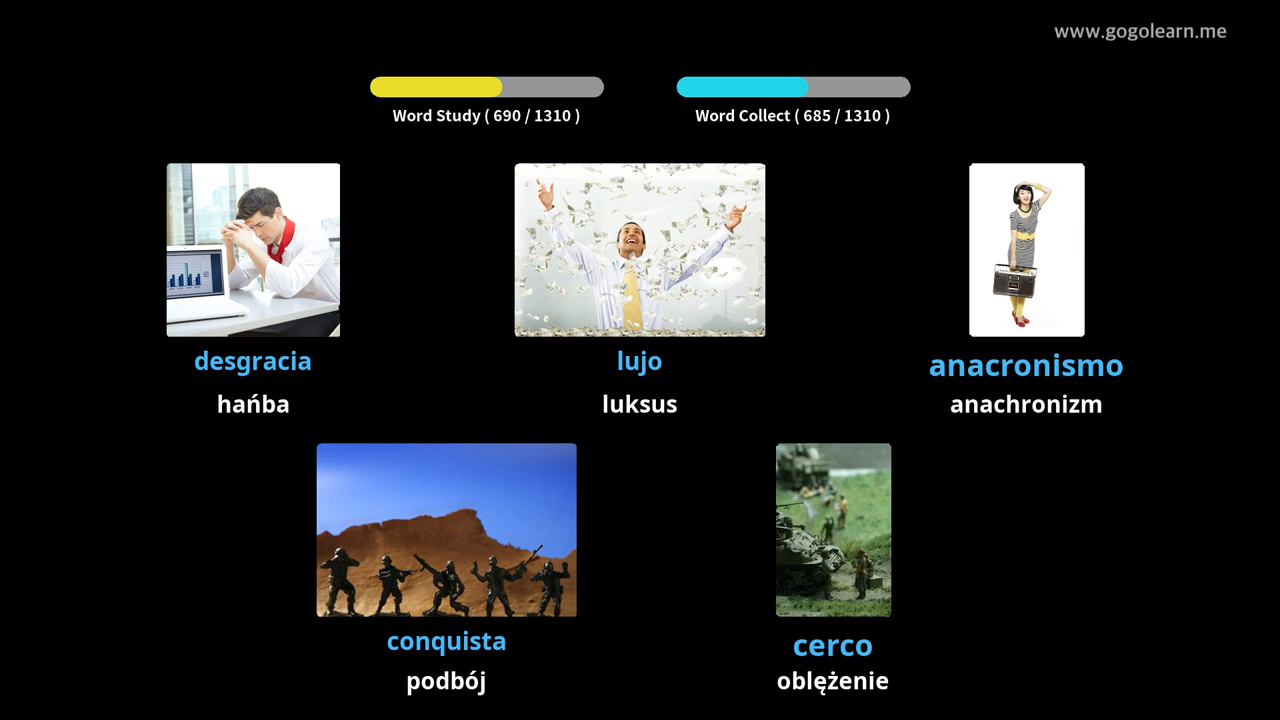 www.gogolearn.me
Word Study ( 690 / 1310 )
Word Collect ( 685 / 1310 )
desgracia
hańba
lujo
luksus
anacronismo
anachronizm
conquista
podbój
cerco
oblężenie